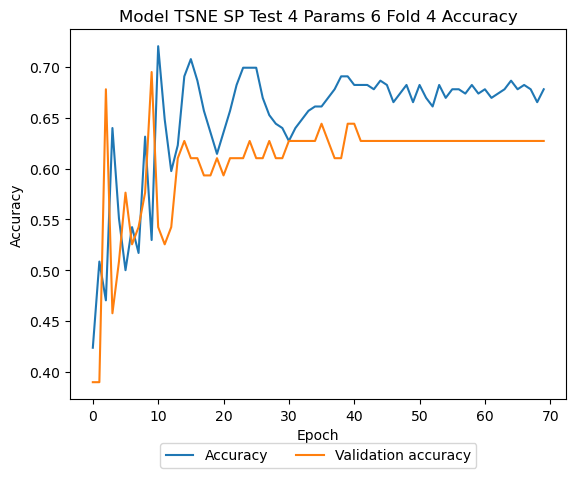 Model TSNE SP Test 4 Params 6 Fold 4 Accuracy
0.70
0.65
0.60
0.55
0.50
0.45
0.40
Accuracy
0 10 20 30 40 50 60 70
Epoch
Accuracy Validation accuracy